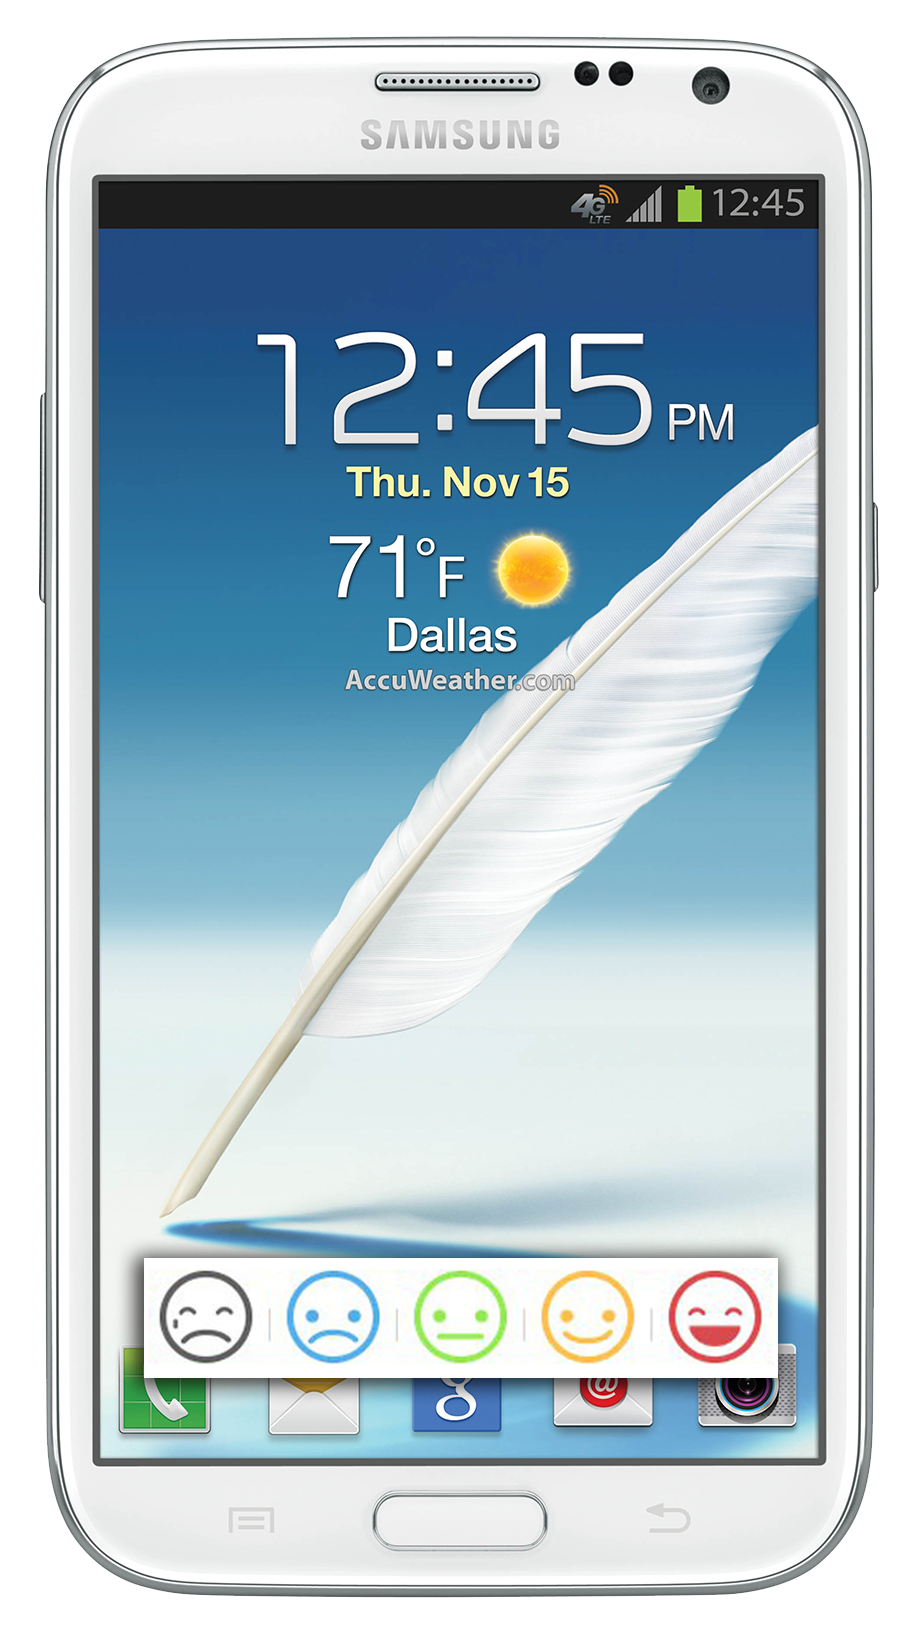 SAMSUNG
4G LTE 12:45
12:45 PM
Thu. Nov 15
71°F
Dallas
AccuWeather.com
g
@